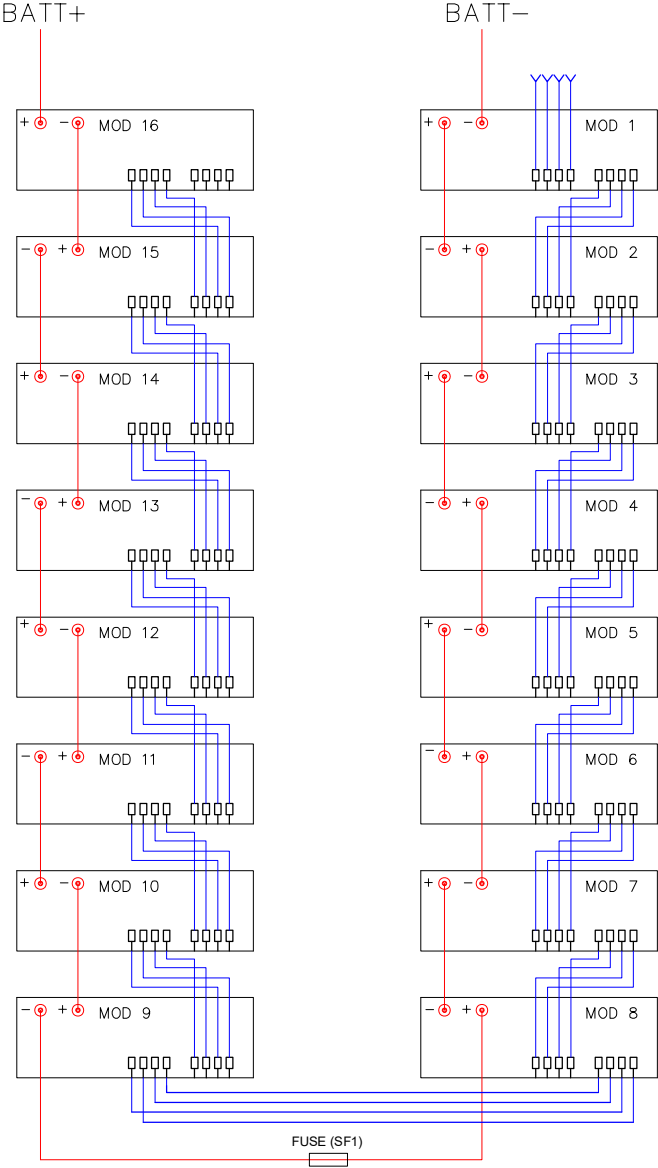 BATT+
BATT−
+ − MOD 16
+ − MOD 1
− + MOD 15
− + MOD 2
+ − MOD 14
+ − MOD 3
− + MOD 13
− + MOD 4
+ − MOD 12
+ − MOD 5
− + MOD 11
− + MOD 6
+ − MOD 10
+ − MOD 7
− + MOD 9
− + MOD 8
FUSE (SF1)